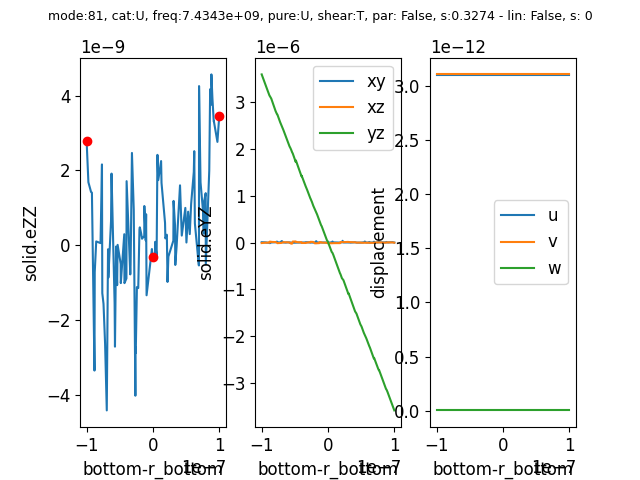 mode:81, cat:U, freq:7.4343e+09, pure:U, shear:T, par: False, s:0.3274 - lin: False, s: 0
1e−9
4
2
0
−2
−4
solid.eZZ
−1
0
1
1e−7
bottom-r_bottom
1e−6
3
2
1
0
−1
−2
−3
solid.eYZ
xy
xz
yz
−1
0
1
1e−7
bottom-r_bottom
1e−12
3.0
2.5
2.0
1.5
1.0
0.5
0.0
displacement
u
v
w
−1
0
1
1e−7
bottom-r_bottom